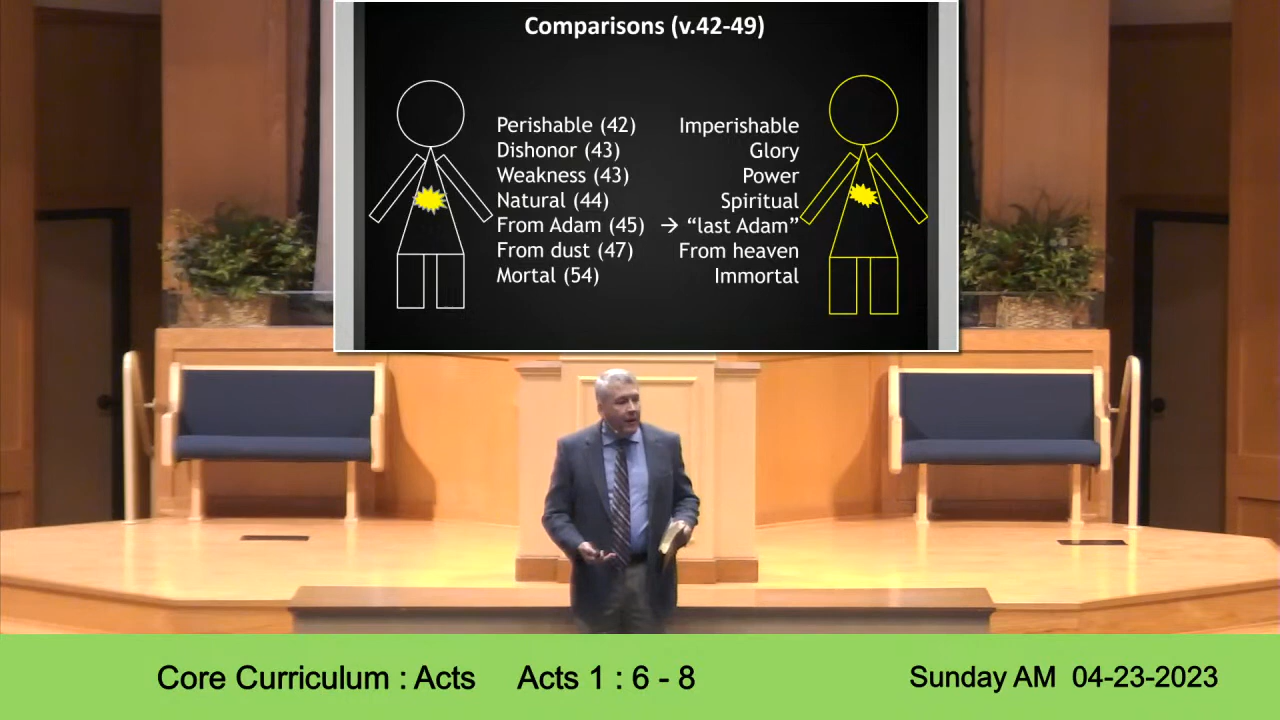 Comparisons (v.42-49)
Perishable (42) Imperishable
Dishonor (43) Glory
Weakness (43) Power
Natural (44) Spiritual
From Adam (45) → “last Adam”
From dust (47) From heaven
Mortal (54) Immortal
Core Curriculum : Acts Acts 1 : 6 - 8 Sunday AM 04-23-2023